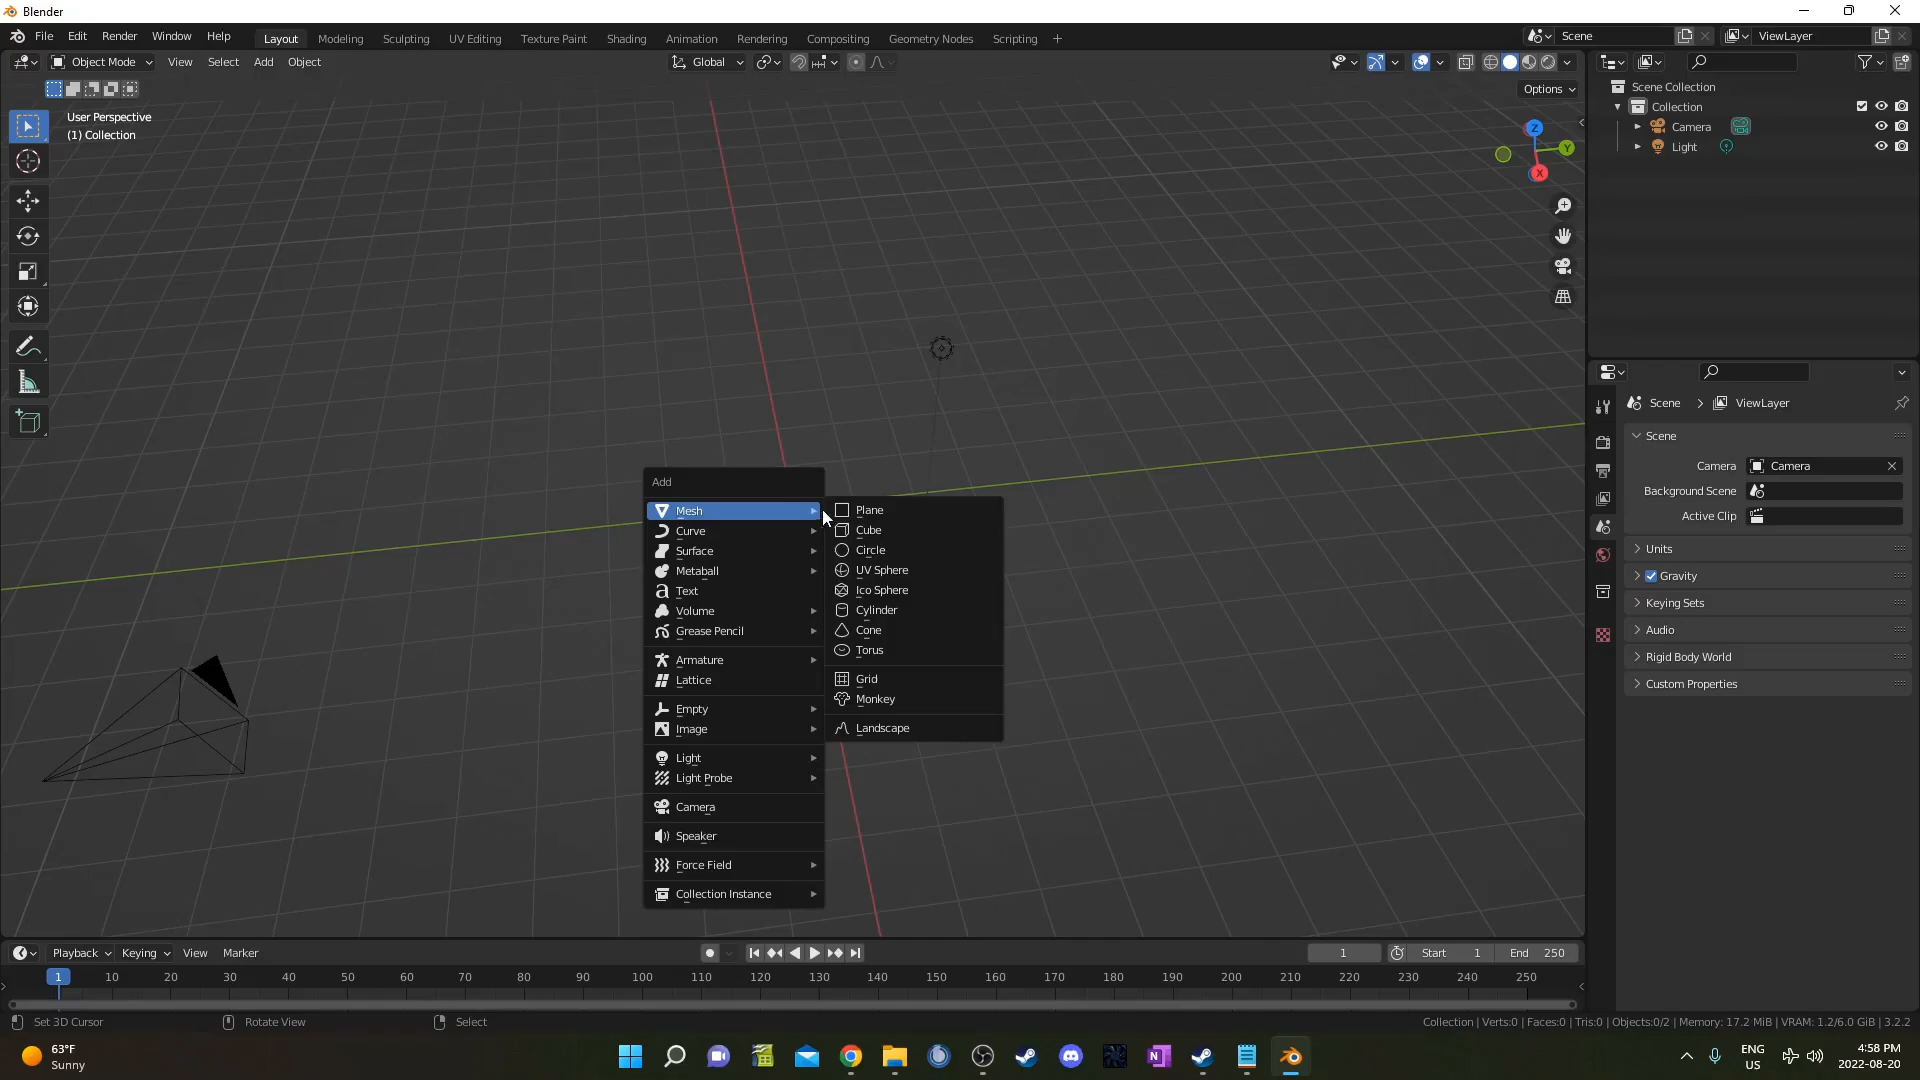 Blender
File Edit Render Window Help Layout Modeling Sculpting UV Editing Texture Paint Shading Animation Rendering Compositing Geometry Nodes Scripting + Scene ViewLayer
Object Mode View Select Add Object Global
Options
User Perspective
(1) Collection
Z
Y
X
Scene Collection
Collection
Camera
Light
Scene > ViewLayer
Scene
Camera Camera
Background Scene
Active Clip
Units
Gravity
Keying Sets
Audio
Rigid Body World
Custom Properties
Add
Mesh
Curve
Surface
Metaball
Text
Volume
Grease Pencil
Armature
Lattice
Empty
Image
Light
Light Probe
Camera
Speaker
Force Field
Collection Instance
Plane
Cube
Circle
UV Sphere
Ico Sphere
Cylinder
Cone
Torus
Grid
Monkey
Landscape
Playback Keying View Marker 1 Start 1 End 250
1 10 20 30 40 50 60 70 80 90 100 110 120 130 140 150 160 170 180 190 200 210 220 230 240 250
Set 3D Cursor Rotate View Select Collection | Verts:0 | Faces:0 | Tris:0 | Objects:0/2 | Memory: 17.2 MiB | VRAM: 1.2/6.0 GiB | 3.2.2
63°F
Sunny
ENG
US
4:58 PM
2022-08-20